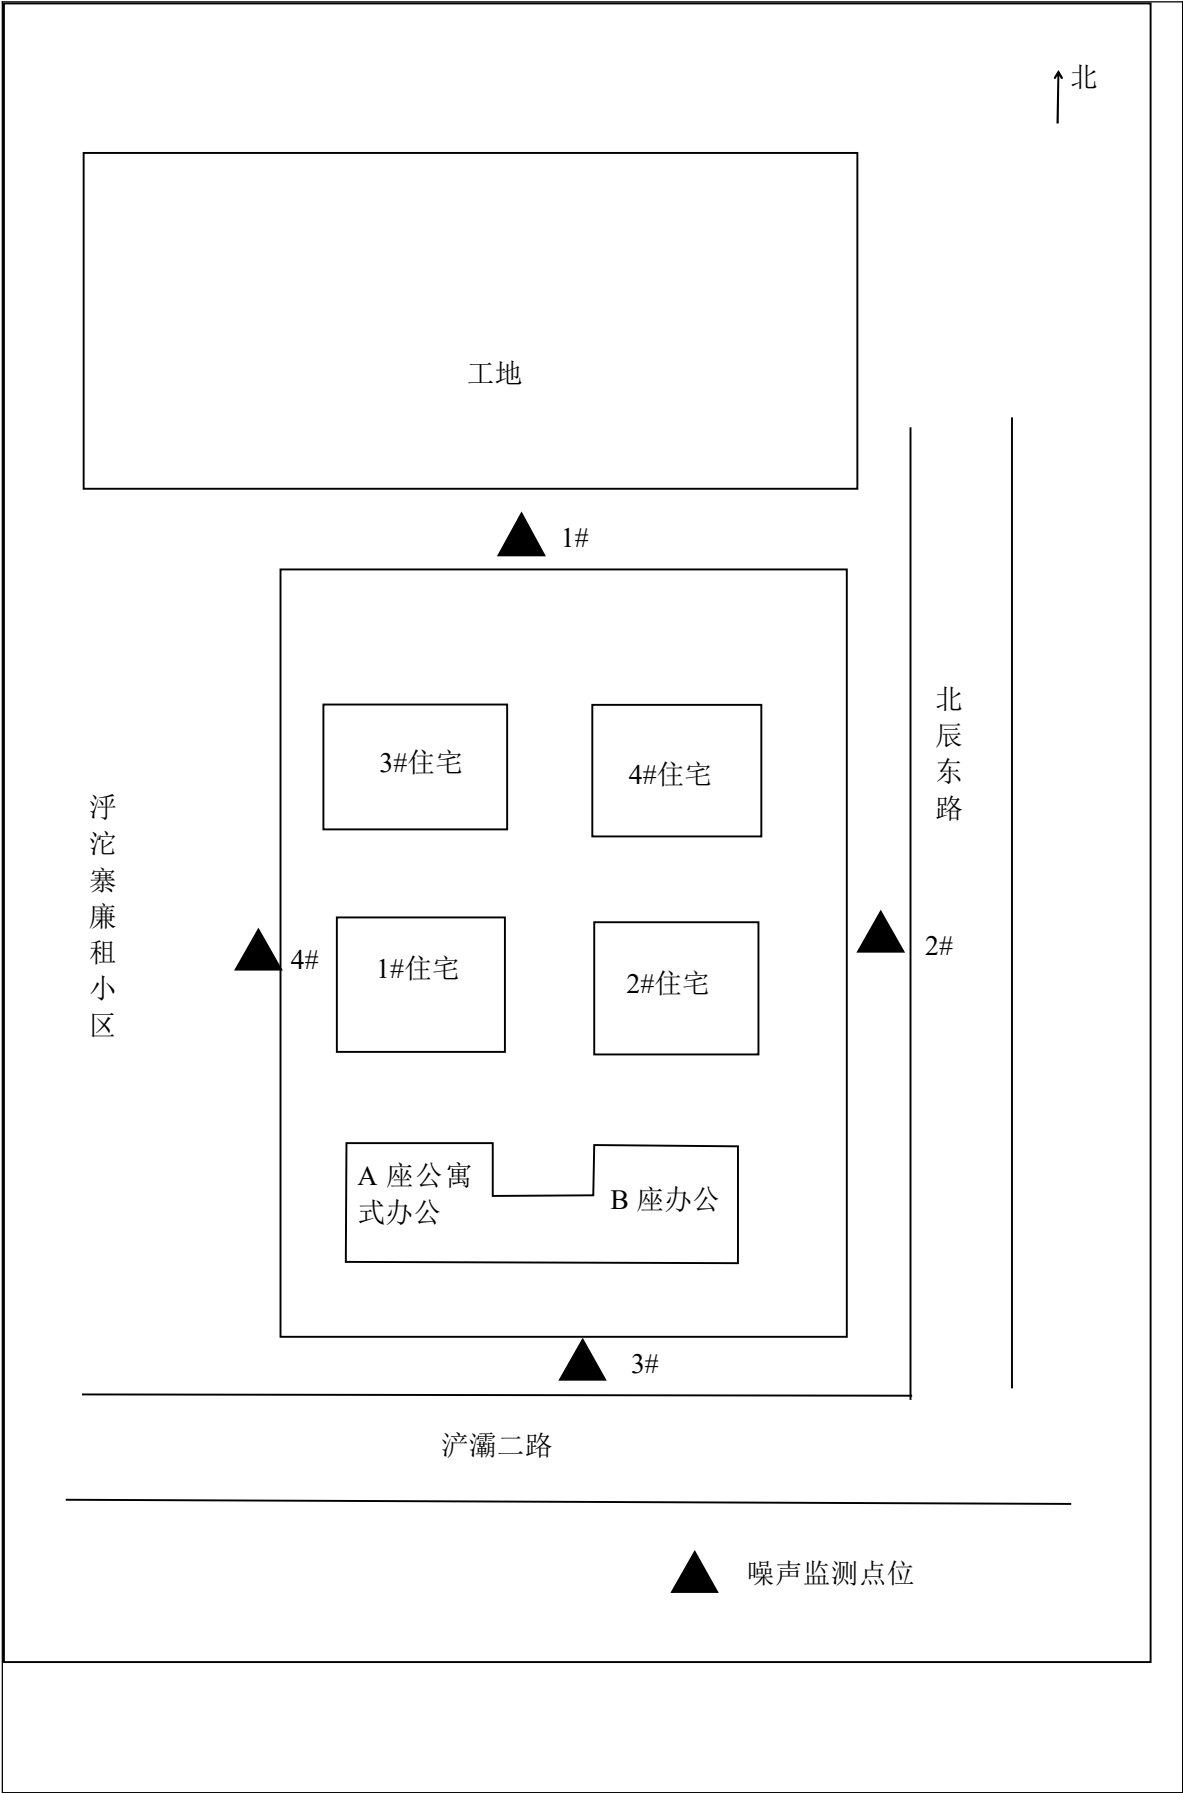 北
工地
1#
3#住宅
4#住宅
北辰东路
浮沱寨廉租小区
4#
1#住宅
2#住宅
2#
A 座公寓
式办公
B 座办公
3#
浐灞二路
噪声监测点位